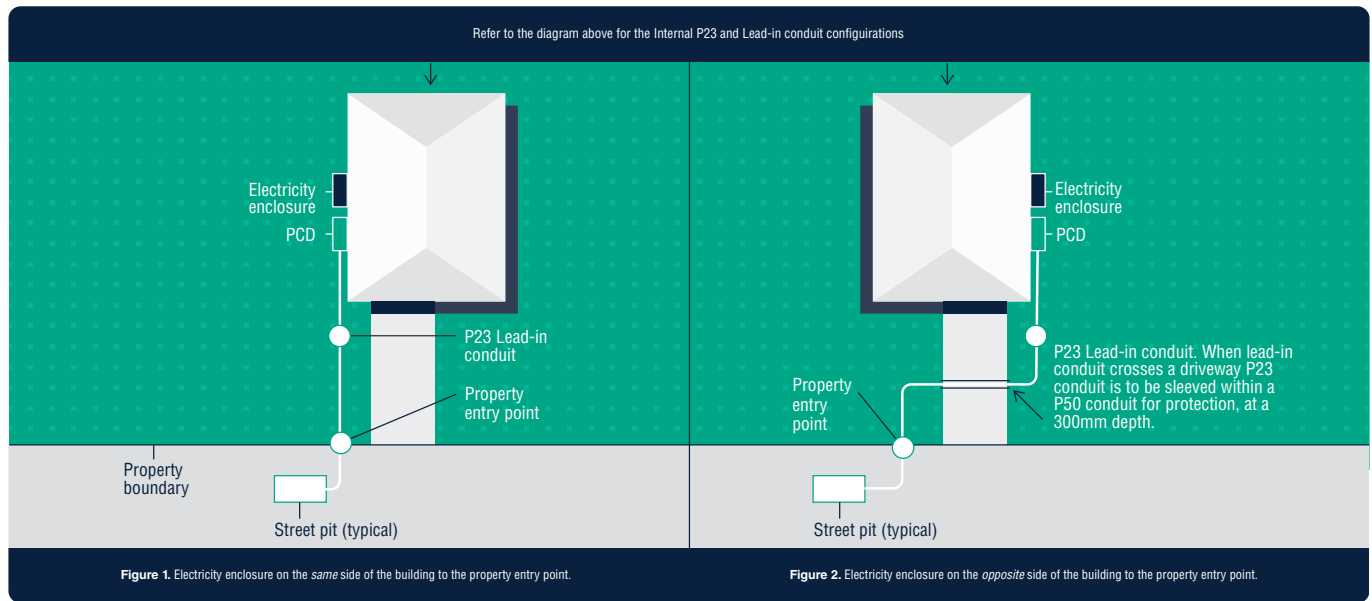 Refer to the diagram above for the Internal P23 and Lead-in conduit configuirations
Electricity
enclosure
PCD
P23 Lead-in
conduit
Property
entry point
Property
boundary
Street pit (typical)
Electricity
enclosure
PCD
P23 Lead-in conduit. When lead-in
conduit crosses a driveway P23
conduit is to be sleeved within a
P50 conduit for protection, at a
300mm depth.
Property
entry
point
Street pit (typical)
Figure 1. Electricity enclosure on the same side of the building to the property entry point.
Figure 2. Electricity enclosure on the opposite side of the building to the property entry point.